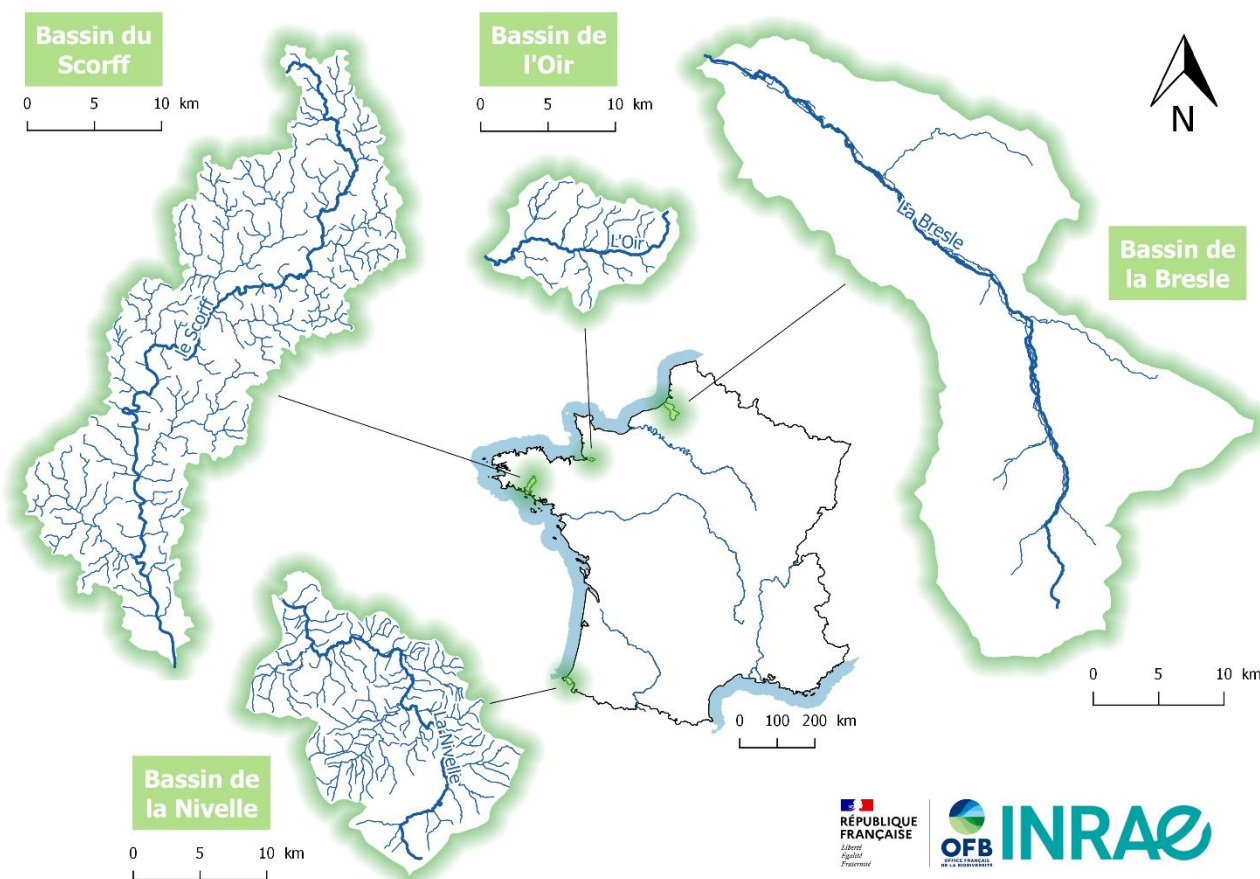 Bassin du
Scorff
0 5 10 km
Bassin de
l'Oir
0 5 10 km
N
Bassin de
la Bresle
La Bresle
L'Oir
le Scorff
La Nivelle
0 5 10 km
0 100 200 km
Bassin de
la Nivelle
0 5 10 km
RÉPUBLIQUE
FRANÇAISE
Liberté
Égalité
Fraternité
OFB
OFFICE FRANÇAIS
DE LA BIODIVERSITÉ
INRAE